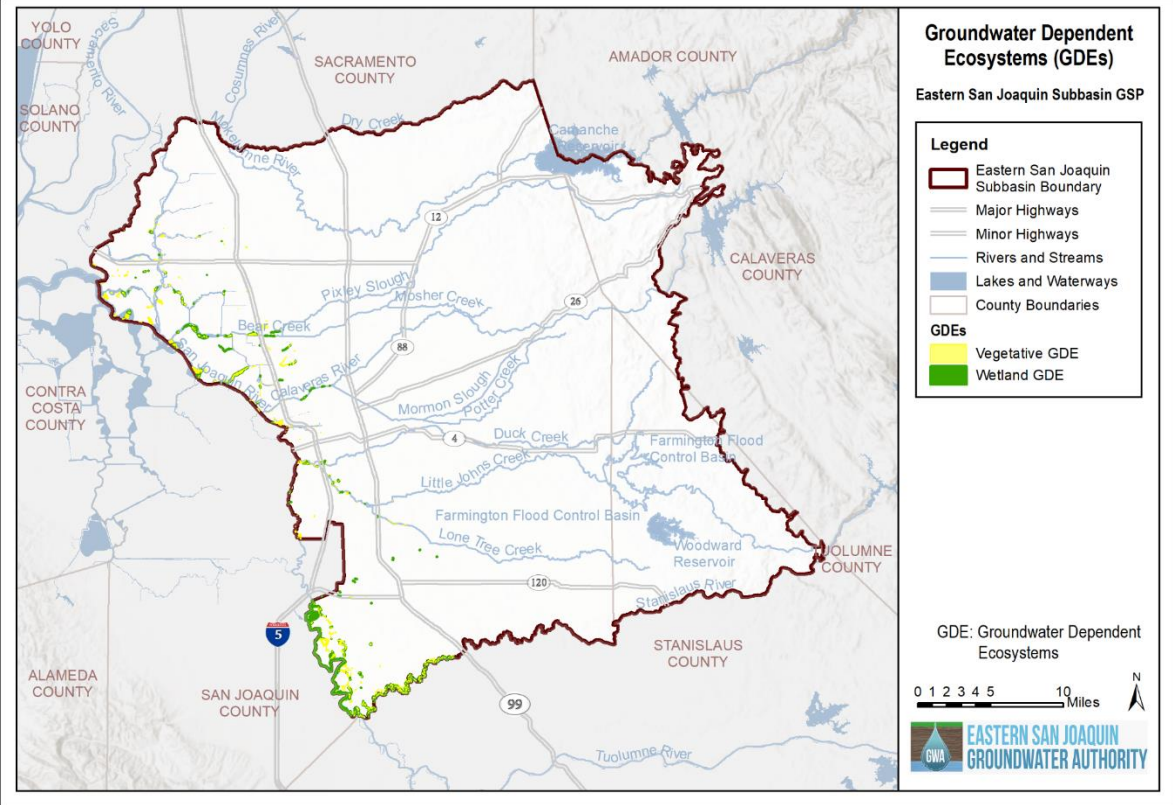 YOLO
COUNTY
Sacramento River
Cosumnes River
SACRAMENTO
COUNTY
AMADOR COUNTY
SOLANO
COUNTY
Mokelumne River
Dry Creek
Camanche
Reservoir
12
CALAVERAS
COUNTY
Pixley Slough
Mosher Creek
26
Bear Creek
88
San Joaquin River
Calaveras River
CONTRA
COSTA
COUNTY
Mormon Slough
Potter Creek
4
Duck Creek
Farmington Flood
Control Basin
Little Johns Creek
Farmington Flood Control Basin
Lone Tree Creek
Woodward
Reservoir
TUOLUMNE
COUNTY
120
Stanislaus River
5
STANISLAUS
COUNTY
ALAMEDA
COUNTY
SAN JOAQUIN
COUNTY
99
Tuolumne River
Groundwater Dependent
Ecosystems (GDEs)
Eastern San Joaquin Subbasin GSP
Legend
Eastern San Joaquin
Subbasin Boundary
Major Highways
Minor Highways
Rivers and Streams
Lakes and Waterways
County Boundaries
GDEs
Vegetative GDE
Wetland GDE
GDE: Groundwater Dependent
Ecosystems
N
0 1 2 3 4 5 10
Miles
GWA
EASTERN SAN JOAQUIN
GROUNDWATER AUTHORITY